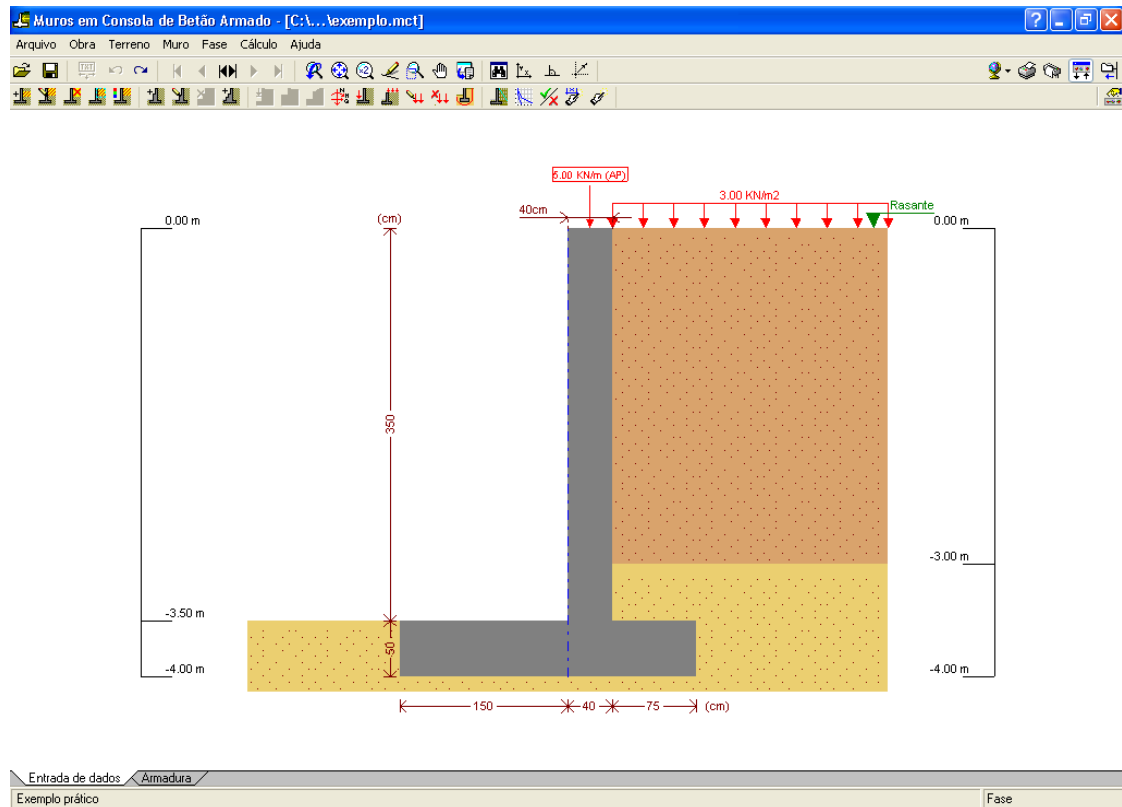 Muros em Consola de Betão Armado - [C:\...\exemplo.mct]
Arquivo Obra Terreno Muro Fase Cálculo Ajuda
5.00 KN/m (AP)
3.00 KN/m2
40cm
Rasante
0.00 m
(cm)
0.00 m
350
-3.00 m
-3.50 m
50
-4.00 m
-4.00 m
150
40
75
(cm)
Entrada de dados
Armadura
Exemplo prático
Fase